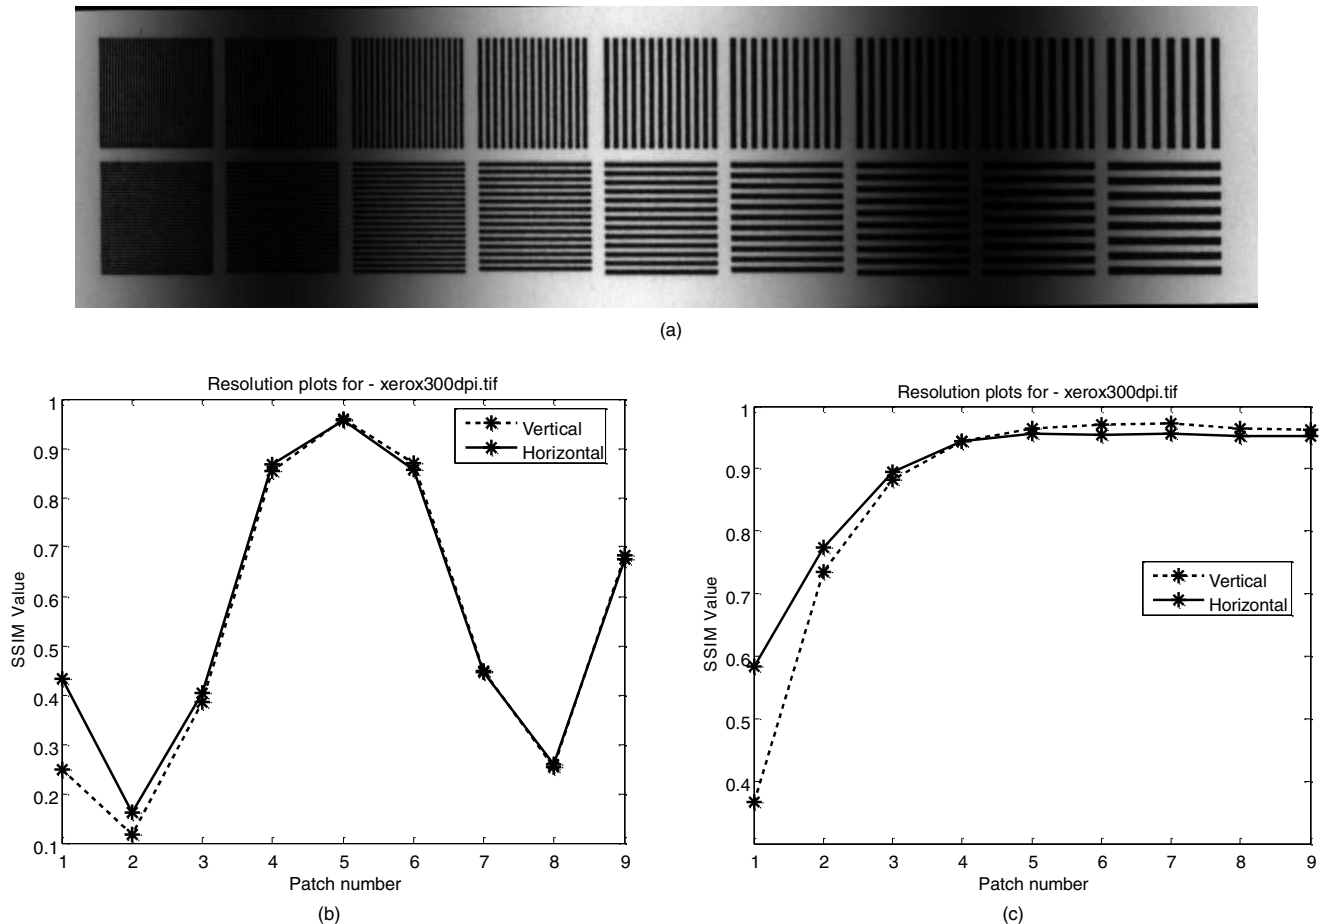 (a)
Resolution plots for - xerox300dpi.tif
1
0.9
0.8
0.7
0.6
0.5
0.4
0.3
0.2
0.1
SSIM Value
Vertical
Horizontal
1 2 3 4 5 6 7 8 9
Patch number
(b)
Resolution plots for - xerox300dpi.tif
1
0.9
0.8
0.7
0.6
0.5
0.4
SSIM Value
Vertical
Horizontal
1 2 3 4 5 6 7 8 9
Patch number
(c)